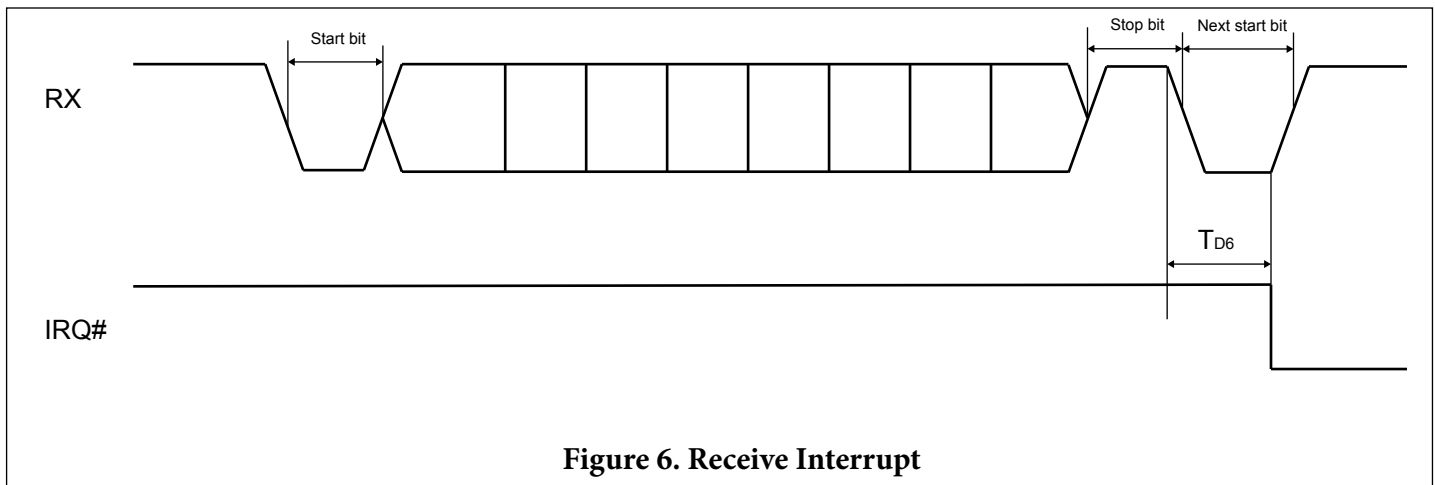 Start bit
Stop bit
Next start bit
RX
TD6
IRQ#
Figure 6. Receive Interrupt